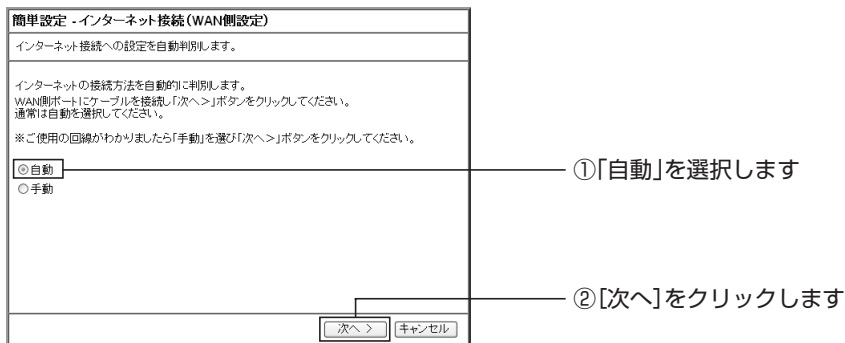 簡単設定 - インターネット接続(WAN側設定)
インターネット接続への設定を自動判別します。
インターネットの接続方法を自動的に判別します。
WAN側ポートにケーブルを接続し「次へ>」ボタンをクリックしてください。
通常は自動を選択してください。
※ご使用の回線がわかりましたら「手動」を選び「次へ>」ボタンをクリックしてください。
自動
①「自動」を選択します
手動
②[次へ]をクリックします
次へ > キャンセル